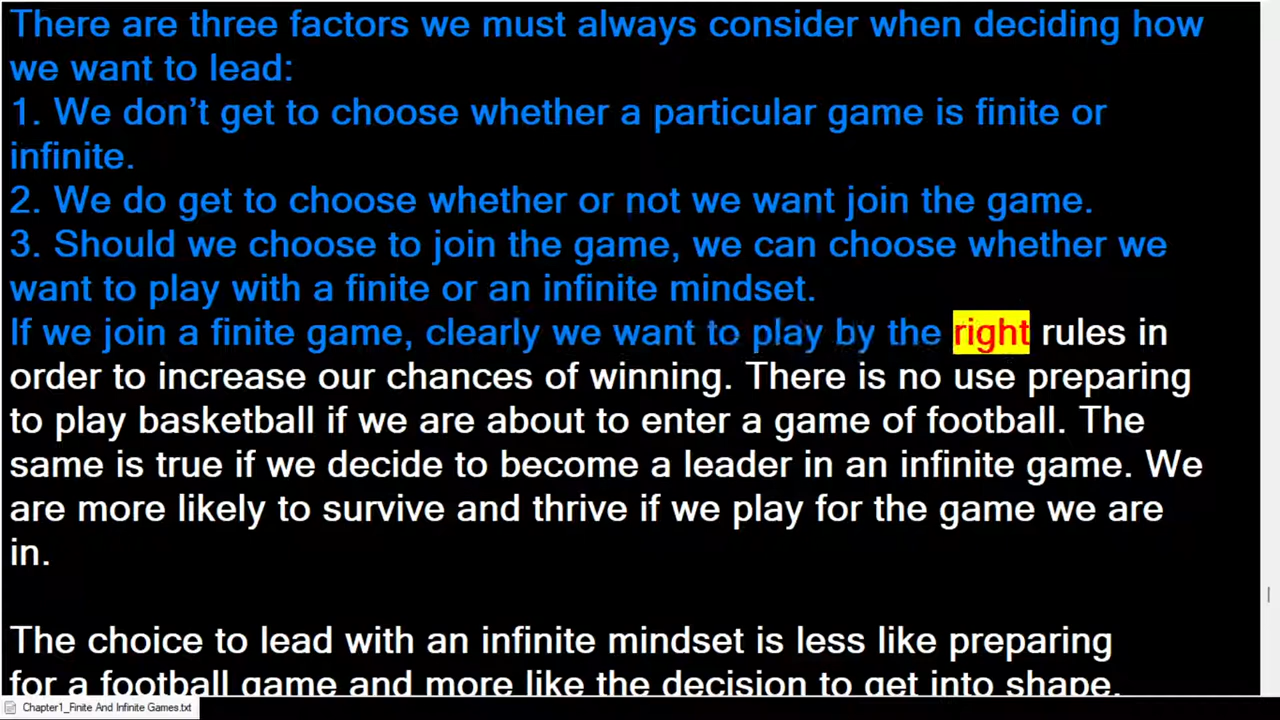 There are three factors we must always consider when deciding how
we want to lead:
1. We don’t get to choose whether a particular game is finite or
infinite.
2. We do get to choose whether or not we want join the game.
3. Should we choose to join the game, we can choose whether we
want to play with a finite or an infinite mindset.
If we join a finite game, clearly we want to play by the right rules in
order to increase our chances of winning. There is no use preparing
to play basketball if we are about to enter a game of football. The
same is true if we decide to become a leader in an infinite game. We
are more likely to survive and thrive if we play for the game we are
in.
The choice to lead with an infinite mindset is less like preparing
for a football game and more like the decision to get into shape.
Chapter1_Finite And Infinite Games.txt